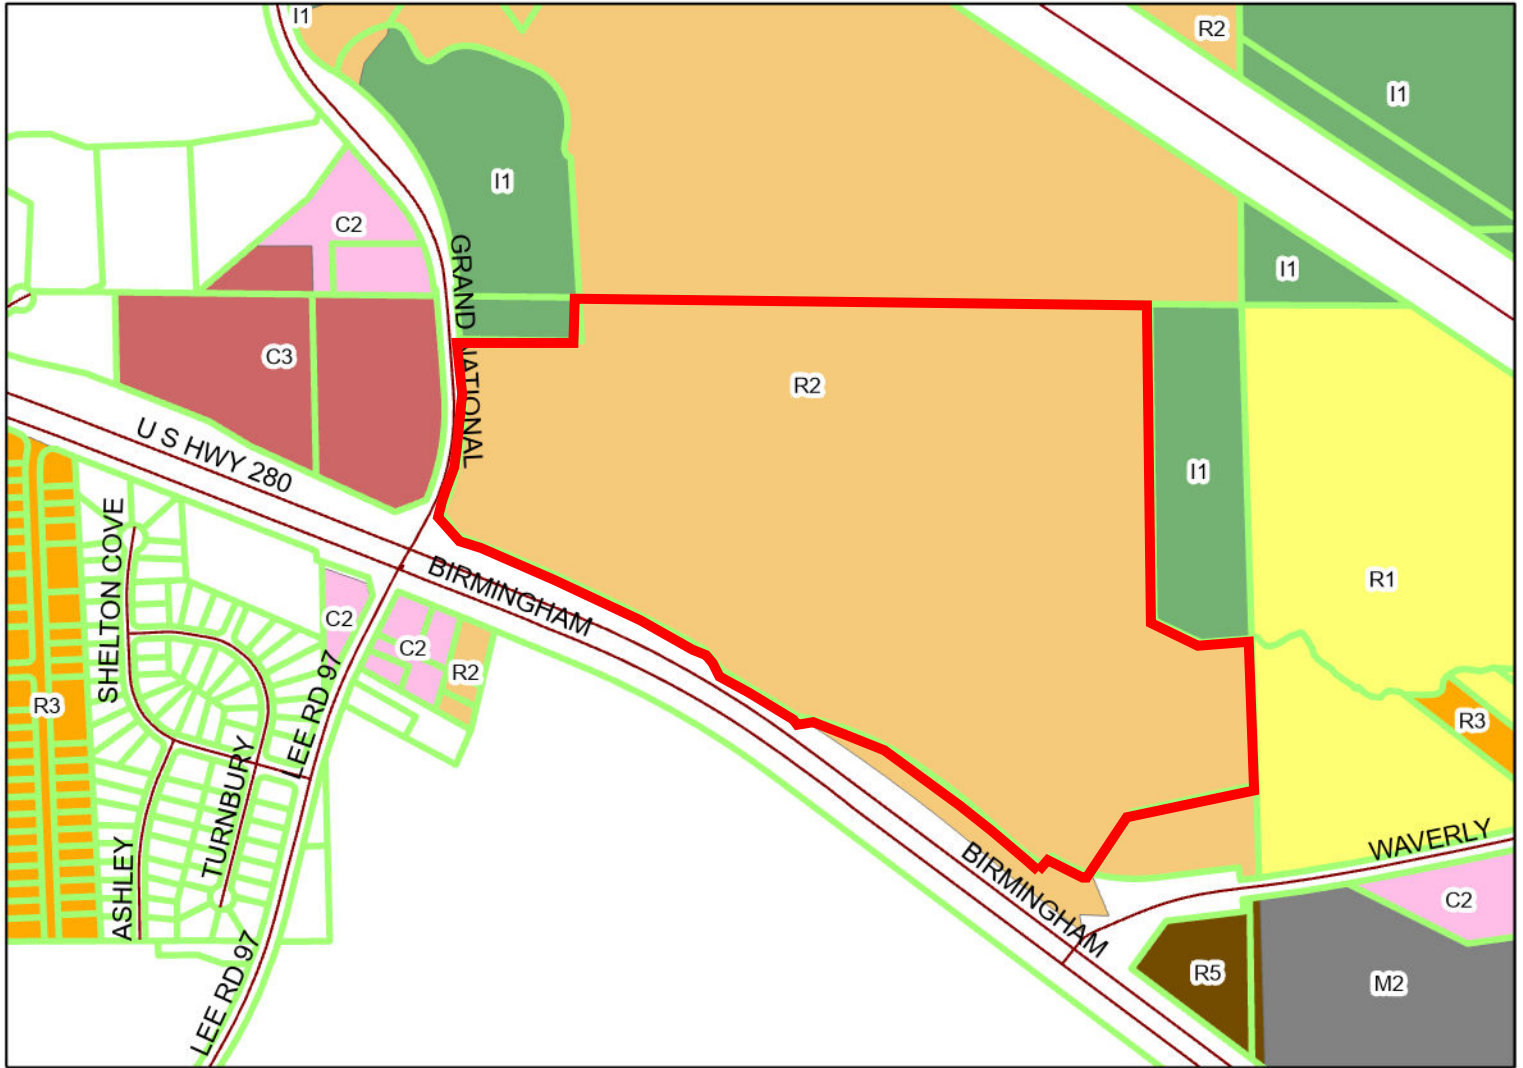 I1
R2
I1
I1
C2
GRAND NATIONAL
I1
C3
R2
U S HWY 280
I1
SHELTON COVE
BIRMINGHAM
R1
C2
C2
R2
LEE RD 97
R3
R3
TURNBURY
ASHLEY
WAVERLY
BIRMINGHAM
C2
LEE RD 97
R5
M2